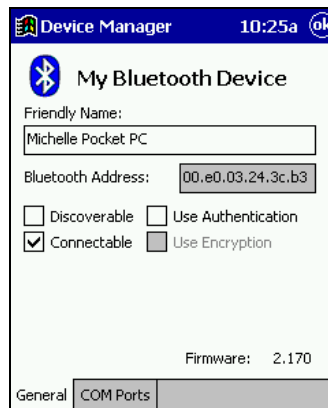 Device Manager 10:25a ok
My Bluetooth Device
Friendly Name:
Michelle Pocket PC
Bluetooth Address: 00.e0.03.24.3c.b3
Discoverable Use Authentication
Connectable Use Encryption
Firmware: 2.170
General COM Ports